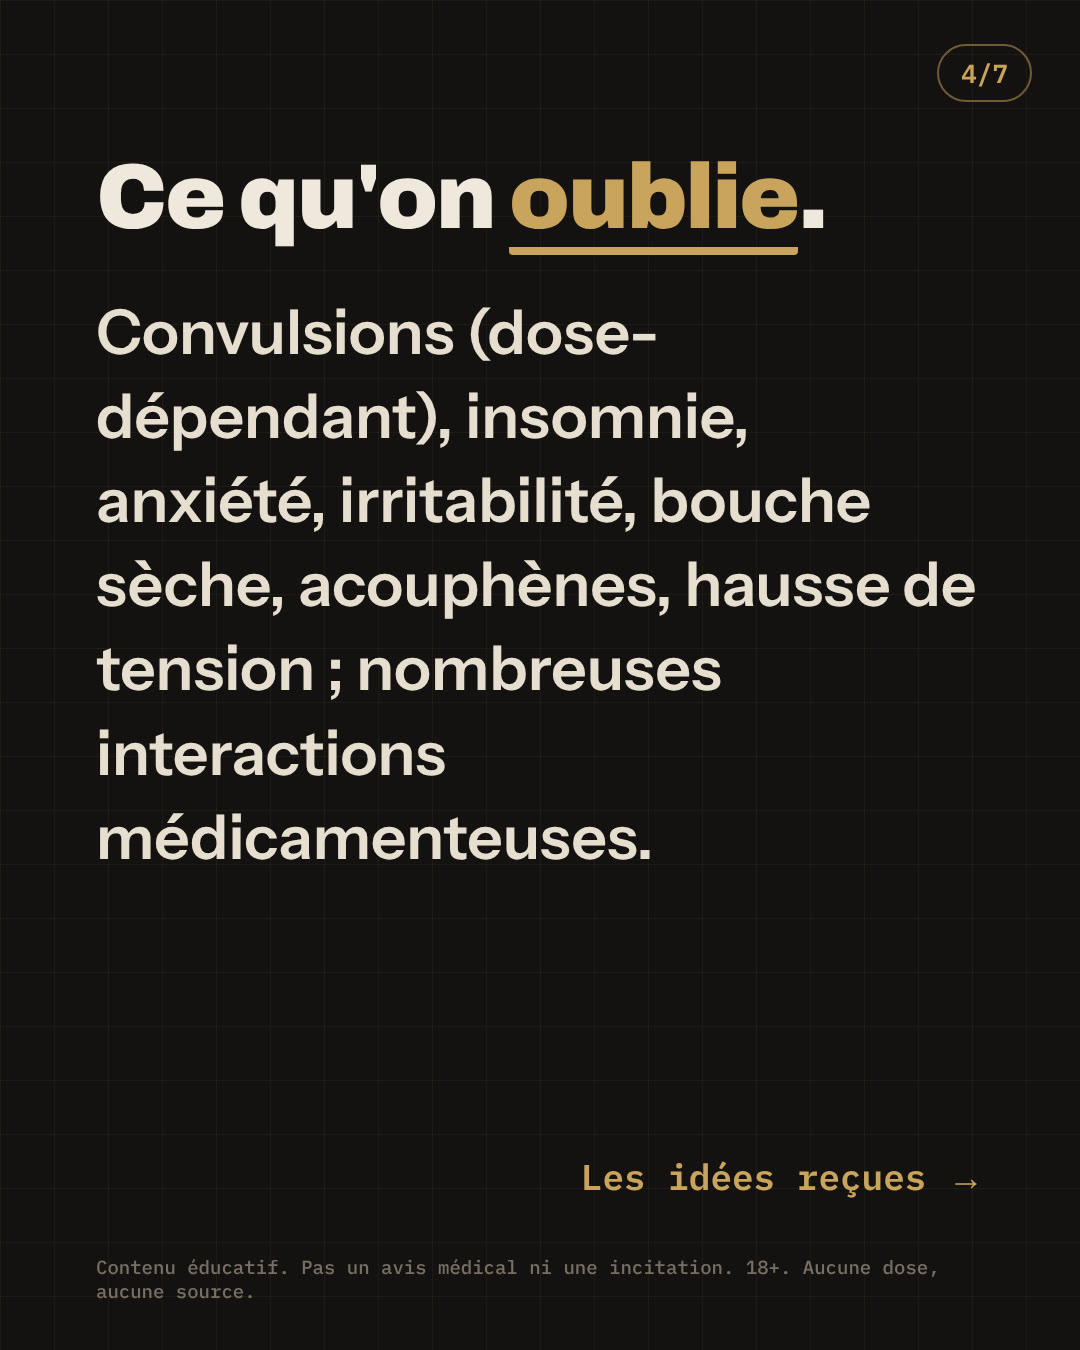 4/7
Ce qu'on oublie.
Convulsions (dose-
dépendant), insomnie,
anxiété, irritabilité, bouche
sèche, acouphènes, hausse de
tension ; nombreuses
interactions
médicamenteuses.
Les idées reçues →
Contenu éducatif. Pas un avis médical ni une incitation. 18+. Aucune dose,
aucune source.